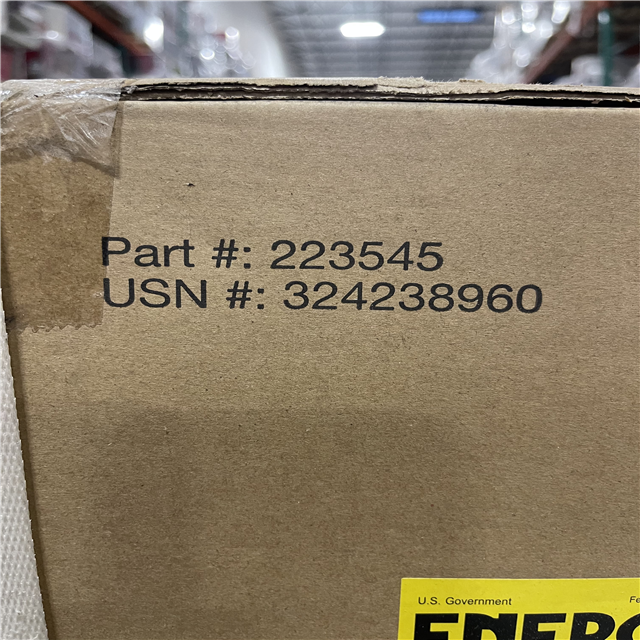 Part #: 223545
USN #: 324238960
U.S. Government